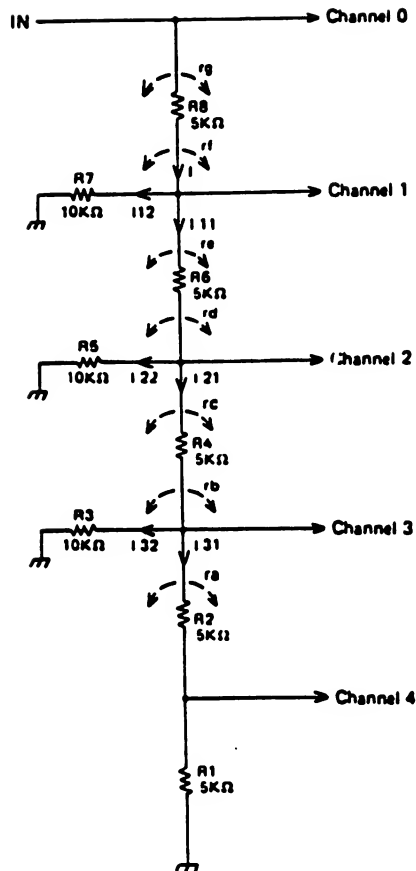 IN
Channel 0
rg
R8
5KΩ
rf
I
R7
10KΩ
I12
Channel 1
I11
re
R6
5KΩ
rd
R5
10KΩ
I22
Channel 2
I21
rc
R4
5KΩ
rb
R3
10KΩ
I32
Channel 3
I31
ra
R2
5KΩ
Channel 4
R1
5KΩ